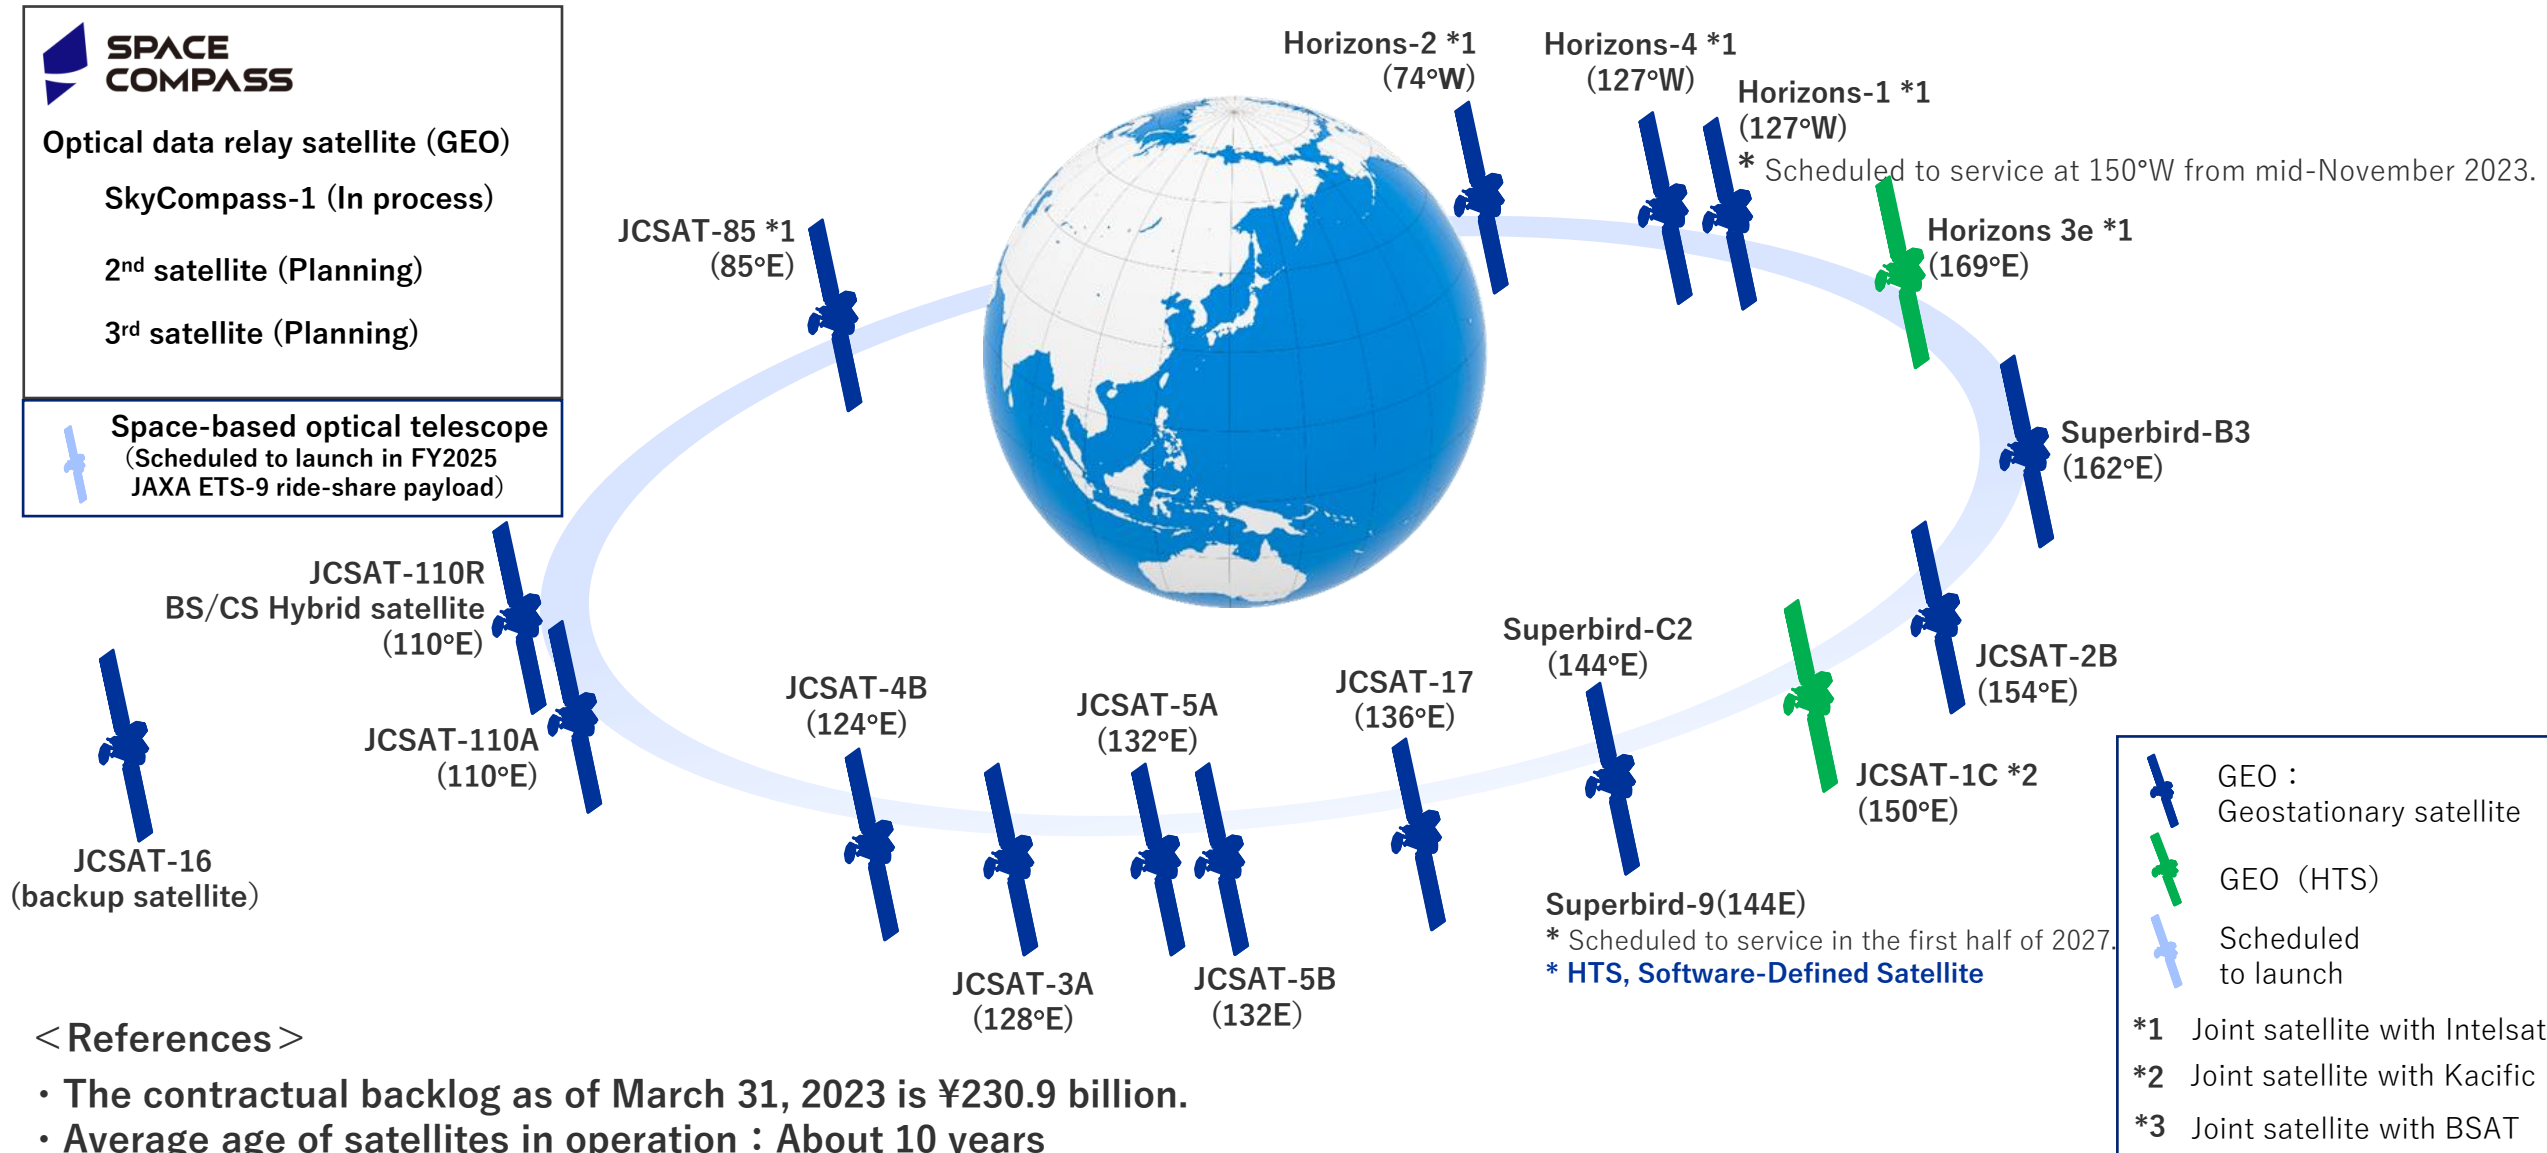 SPACE
COMPASS
Optical data relay satellite (GEO)
SkyCompass-1 (In process)
2nd satellite (Planning)
3rd satellite (Planning)
Space-based optical telescope
(Scheduled to launch in FY2025
JAXA ETS-9 ride-share payload)
Horizons-2 *1
(74°W)
Horizons-4 *1
(127°W)
Horizons-1 *1
(127°W)
* Scheduled to service at 150°W from mid-November 2023.
Horizons 3e *1
(169°E)
JCSAT-85 *1
(85°E)
Superbird-B3
(162°E)
JCSAT-110R
BS/CS Hybrid satellite
(110°E)
JCSAT-110A
(110°E)
JCSAT-16
(backup satellite)
JCSAT-4B
(124°E)
JCSAT-3A
(128°E)
JCSAT-5A
(132°E)
JCSAT-5B
(132E)
JCSAT-17
(136°E)
Superbird-C2
(144°E)
Superbird-9(144E)
* Scheduled to service in the first half of 2027.
* HTS, Software-Defined Satellite
JCSAT-1C *2
(150°E)
JCSAT-2B
(154°E)
GEO：
Geostationary satellite
GEO（HTS）
Scheduled
to launch
*1 Joint satellite with Intelsat
*2 Joint satellite with Kacific
*3 Joint satellite with BSAT
＜References＞
・The contractual backlog as of March 31, 2023 is ¥230.9 billion.
・Average age of satellites in operation：About 10 years